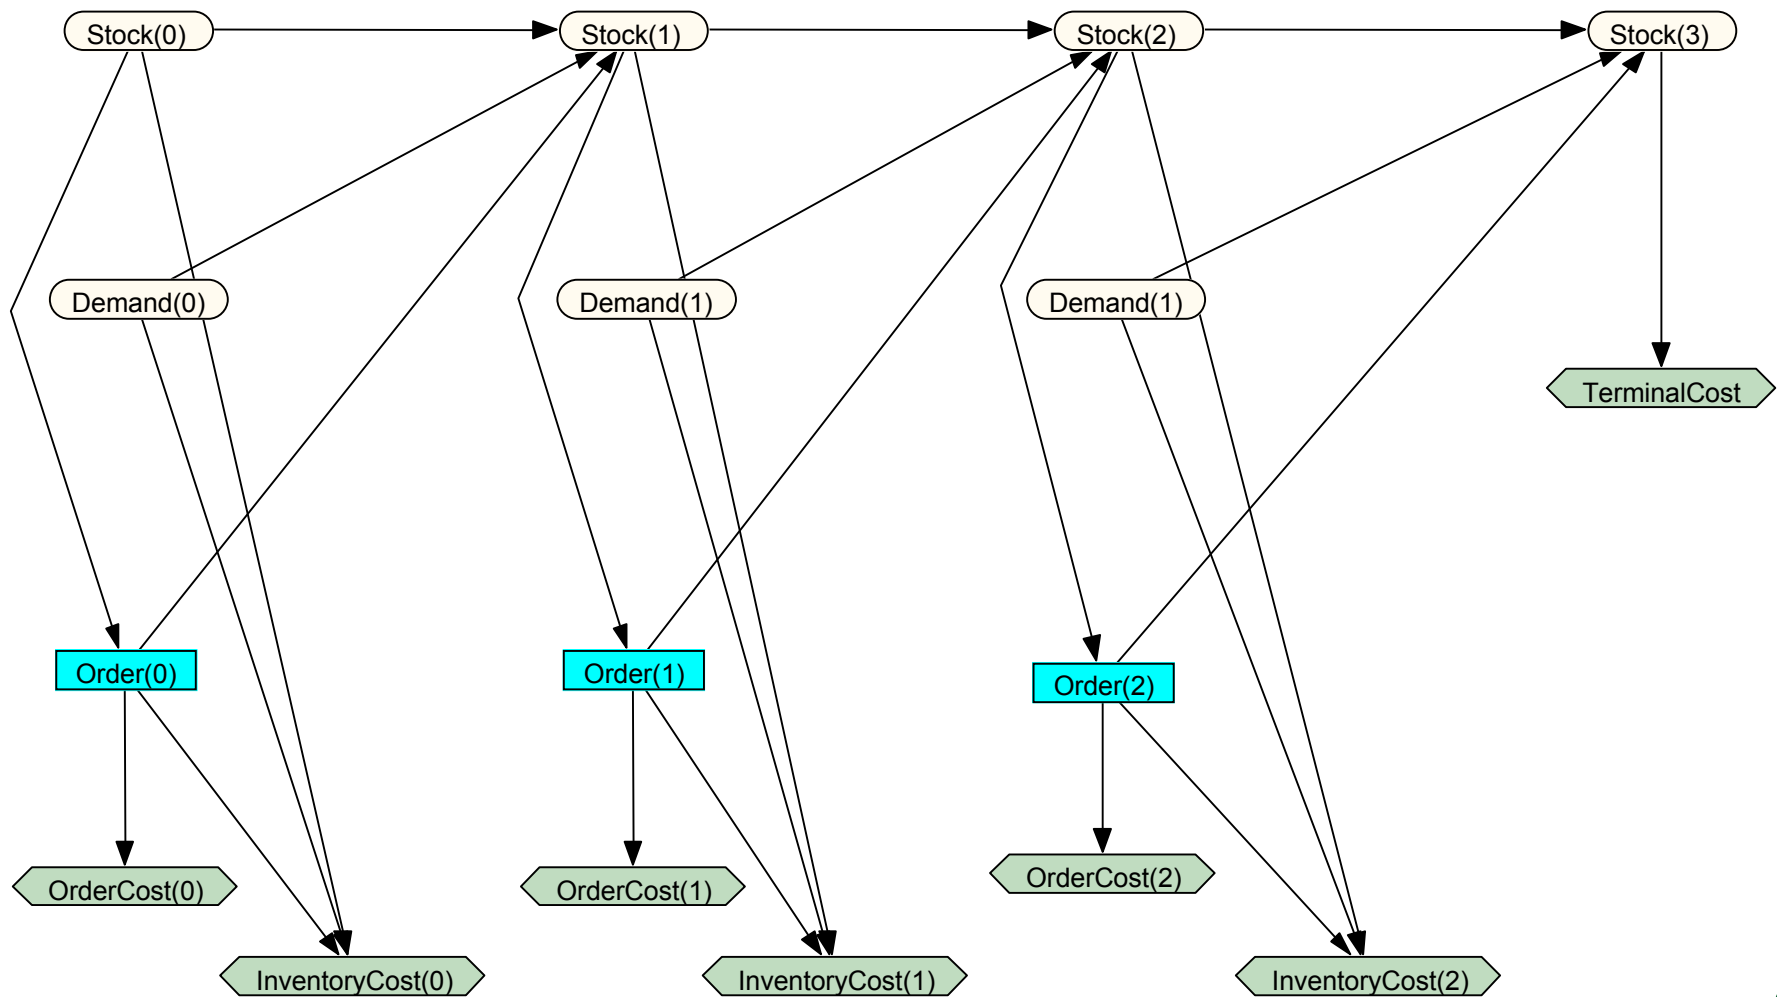 Stock(0)
Stock(1)
Stock(2)
Stock(3)
Demand(0)
Demand(1)
Demand(1)
TerminalCost
Order(0)
Order(1)
Order(2)
OrderCost(0)
OrderCost(1)
OrderCost(2)
InventoryCost(0)
InventoryCost(1)
InventoryCost(2)